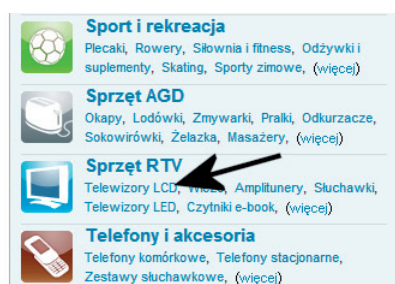 Sport i rekreacja
Plecaki, Rowery, Siłownia i fitness, Odżywki i
suplementy, Skating, Sporty zimowe, (więcej)
Sprzęt AGD
Okapy, Lodówki, Zmywarki, Pralki, Odkurzacze,
Sokowirówki, Żelazka, Masażery, (więcej)
Sprzęt RTV
Telewizory LCD, Amplitunery, Słuchawki,
Telewizory LED, Czytniki e-book, (więcej)
Telefony i akcesoria
Telefony komórkowe, Telefony stacjonarne,
Zestawy słuchawkowe, (więcej)